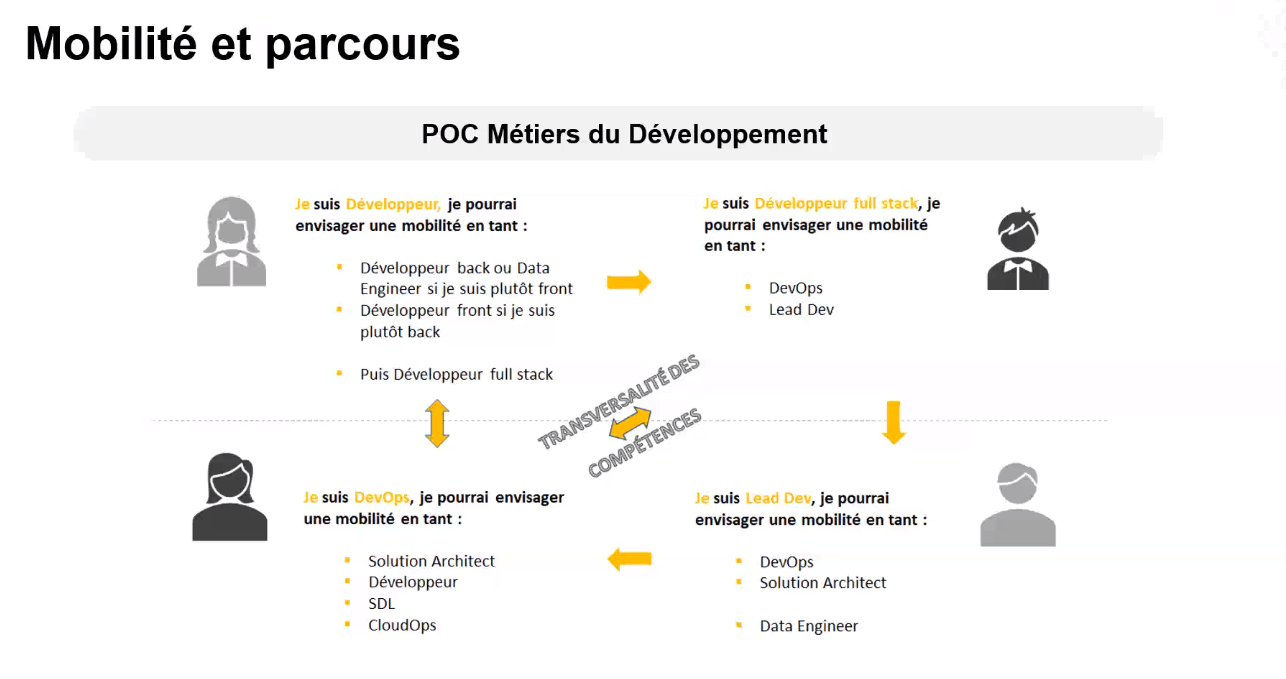 Mobilité et parcours
POC Métiers du Développement
Je suis Développeur, je pourrai
envisager une mobilité en tant :
Développeur back ou Data
Engineer si je suis plutôt front
Développeur front si je suis
plutôt back
Puis Développeur full stack
Je suis Développeur full stack, je
pourrai envisager une mobilité
en tant :
DevOps
Lead Dev
TRANSVERSALITÉ DES
COMPÉTENCES
Je suis DevOps, je pourrai envisager
une mobilité en tant :
Solution Architect
Développeur
SDL
CloudOps
Je suis Lead Dev, je pourrai
envisager une mobilité en tant :
DevOps
Solution Architect
Data Engineer